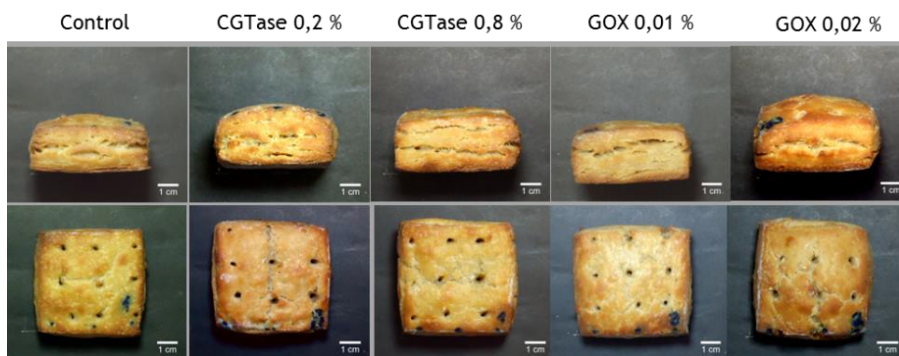 Control
CGTase 0,2 %
CGTase 0,8 %
GOX 0,01 %
GOX 0,02 %
1 cm
1 cm
1 cm
1 cm
1 cm
1 cm
1 cm
1 cm
1 cm
1 cm